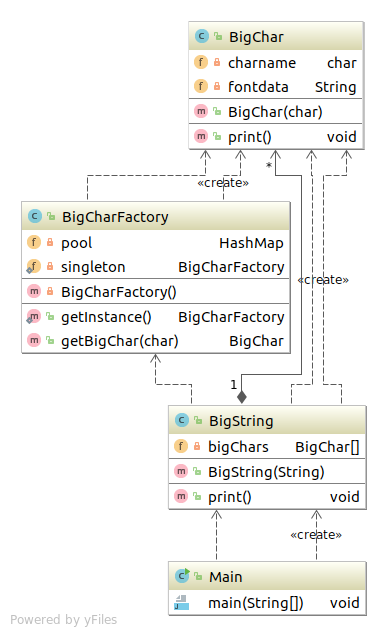 BigChar
charname char
fontdata String
BigChar(char)
print() void
*
«create»
BigCharFactory
pool HashMap
singleton BigCharFactory
BigCharFactory()
getInstance() BigCharFactory
getBigChar(char) BigChar
«create»
1
BigString
bigChars BigChar[]
BigString(String)
print() void
«create»
Main
main(String[]) void
Powered by yFiles